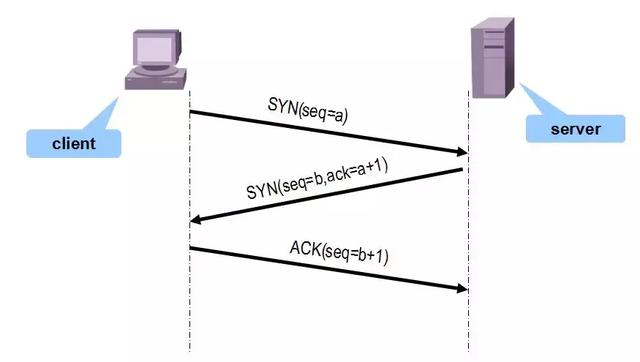 SYN(seq=a)
client
server
SYN(seq=b,ack=a+1)
ACK(seq=b+1)